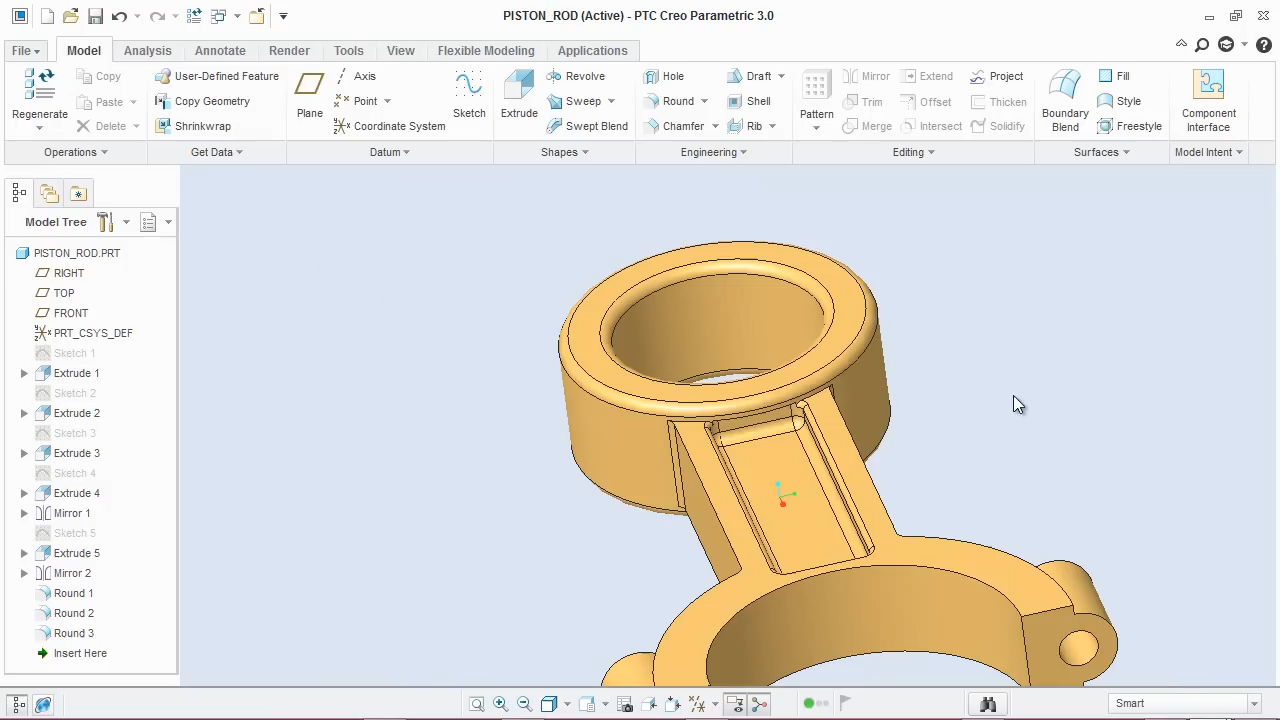 PISTON_ROD (Active) - PTC Creo Parametric 3.0
File Model Analysis Annotate Render Tools View Flexible Modeling Applications
Copy User-Defined Feature Axis Revolve Hole Draft Mirror Extend Project Fill
Paste Copy Geometry Point Sweep Round Shell Trim Offset Thicken Style
Regenerate Plane Sketch Extrude Pattern Boundary Blend Component Interface
Delete Shrinkwrap Coordinate System Swept Blend Chamfer Rib Merge Intersect Solidify Freestyle
Operations Get Data Datum Shapes Engineering Editing Surfaces Model Intent
Model Tree
PISTON_ROD.PRT
RIGHT
TOP
FRONT
PRT_CSYS_DEF
Sketch 1
Extrude 1
Sketch 2
Extrude 2
Sketch 3
Extrude 3
Sketch 4
Extrude 4
Mirror 1
Sketch 5
Extrude 5
Mirror 2
Round 1
Round 2
Round 3
Insert Here
Smart